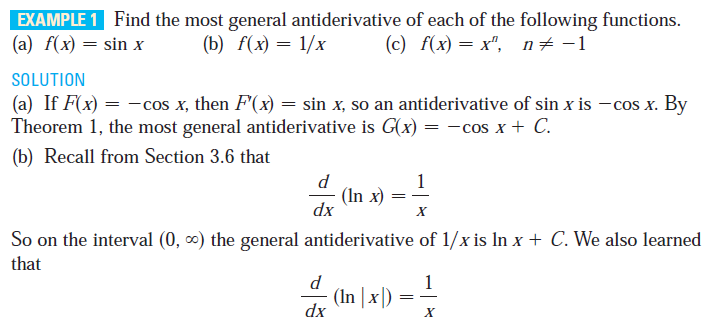 EXAMPLE 1 Find the most general antiderivative of each of the following functions.
(a) f(x) = sin x (b) f(x) = 1/x (c) f(x) = xⁿ, n ≠ −1
SOLUTION
(a) If F(x) = −cos x, then F′(x) = sin x, so an antiderivative of sin x is −cos x. By
Theorem 1, the most general antiderivative is G(x) = −cos x + C.
(b) Recall from Section 3.6 that
d/dx (ln x) = 1/x
So on the interval (0, ∞) the general antiderivative of 1/x is ln x + C. We also learned
that
d/dx (ln |x|) = 1/x